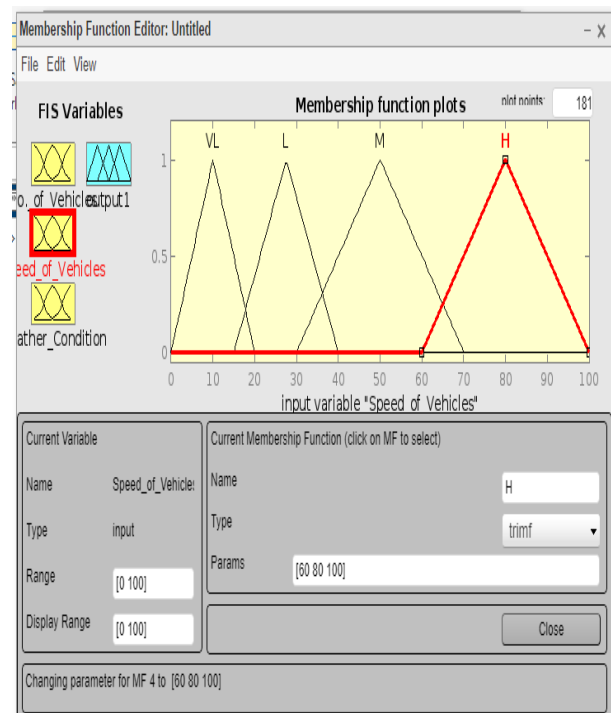 Membership Function Editor: Untitled
File Edit View
FIS Variables
Membership function plots
plot points: 181
VL L M H
1
0.5
0
0 10 20 30 40 50 60 70 80 90 100
input variable "Speed_of_Vehicles"
o. of_Vehicles output1
eed_of_Vehicles
ather_Condition
Current Variable
Name Speed_of_Vehicles
Type input
Range [0 100]
Display Range [0 100]
Current Membership Function (click on MF to select)
Name H
Type trimf
Params [60 80 100]
Close
Changing parameter for MF 4 to [60 80 100]